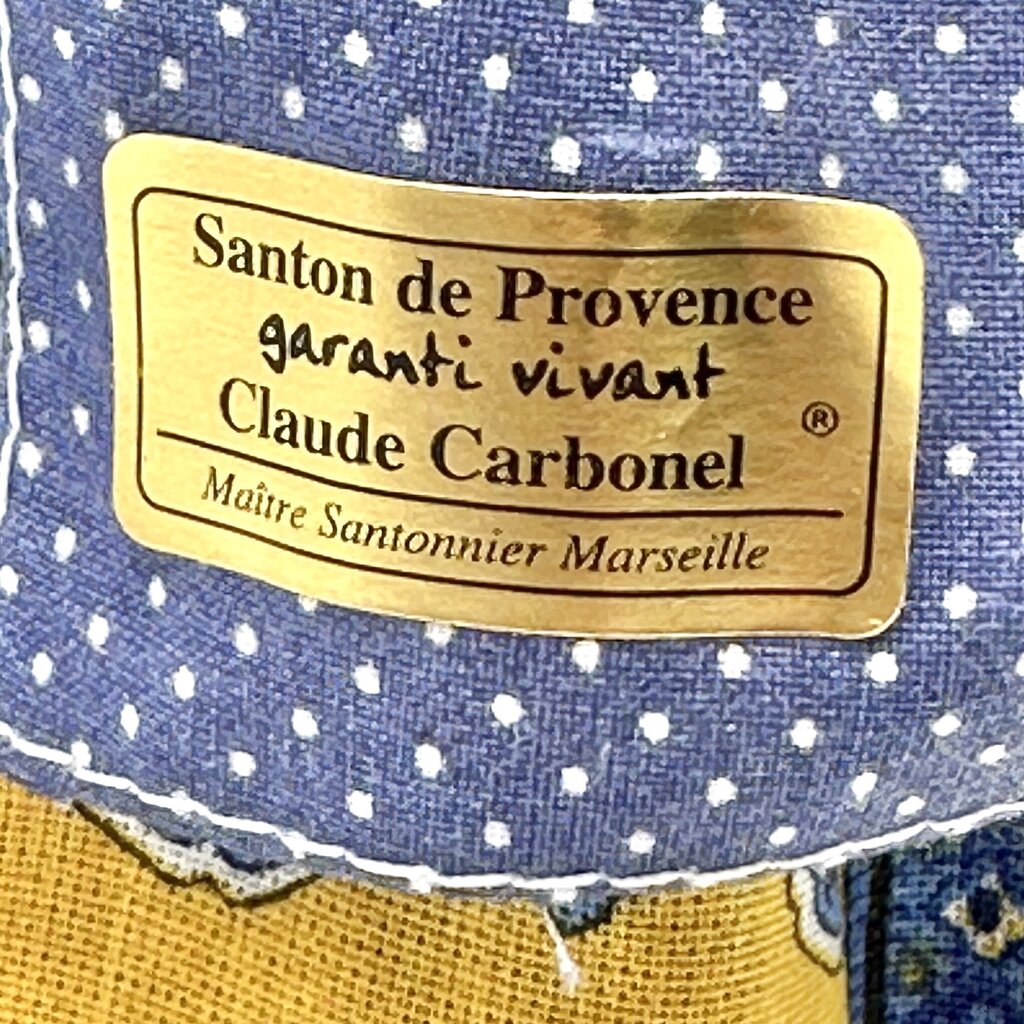 Santon de Provence
garanti vivant
Claude Carbonel ®
Maître Santonnier Marseille